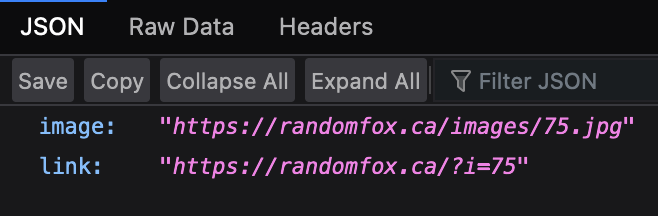 JSON Raw Data Headers
Save Copy Collapse All Expand All Filter JSON
image: "https://randomfox.ca/images/75.jpg"
link: "https://randomfox.ca/?i=75"